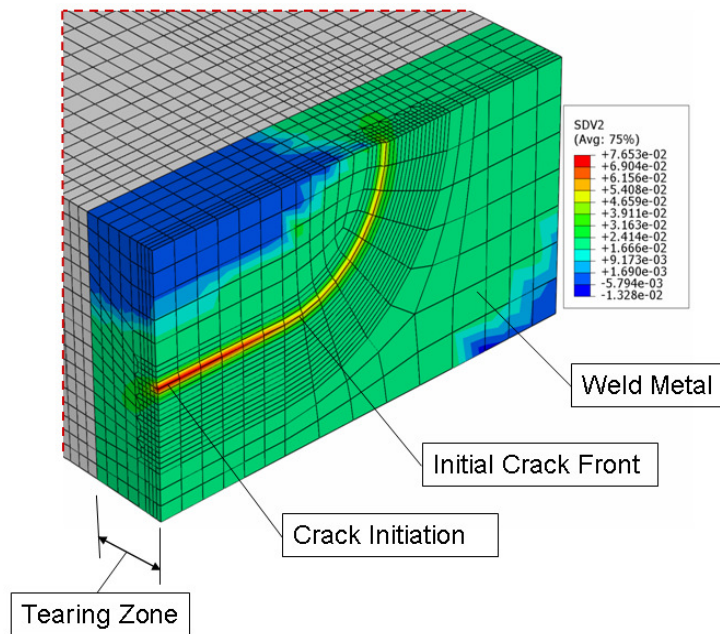 SDV2
(Avg: 75%)
+7.653e-02
+6.904e-02
+6.156e-02
+5.408e-02
+4.659e-02
+3.911e-02
+3.163e-02
+2.414e-02
+1.666e-02
+9.173e-03
+1.690e-03
-5.794e-03
-1.328e-02
Weld Metal
Initial Crack Front
Crack Initiation
Tearing Zone